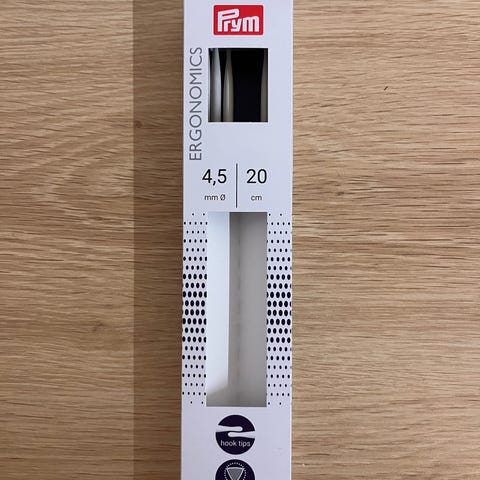 Prym
ERGONOMICS
4,5
mm Ø
20
cm
hook tips